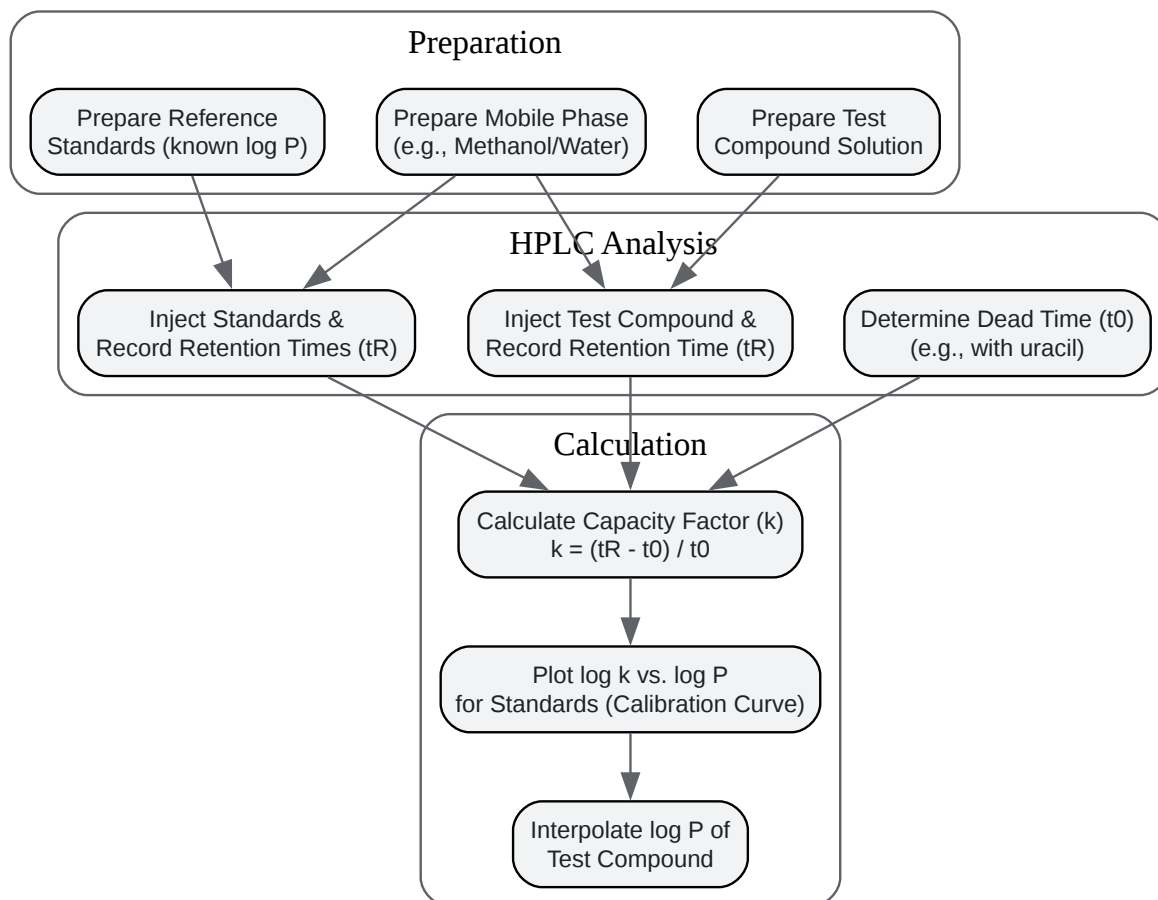 Preparation
Prepare Reference
Standards (known log P)
Prepare Mobile Phase
(e.g., Methanol/Water)
Prepare Test
Compound Solution
HPLC Analysis
Inject Standards &
Record Retention Times (tR)
Inject Test Compound &
Record Retention Time (tR)
Determine Dead Time (t0)
(e.g., with uracil)
Calculation
Calculate Capacity Factor (k)
k = (tR - t0) / t0
Plot log k vs. log P
for Standards (Calibration Curve)
Interpolate log P of
Test Compound